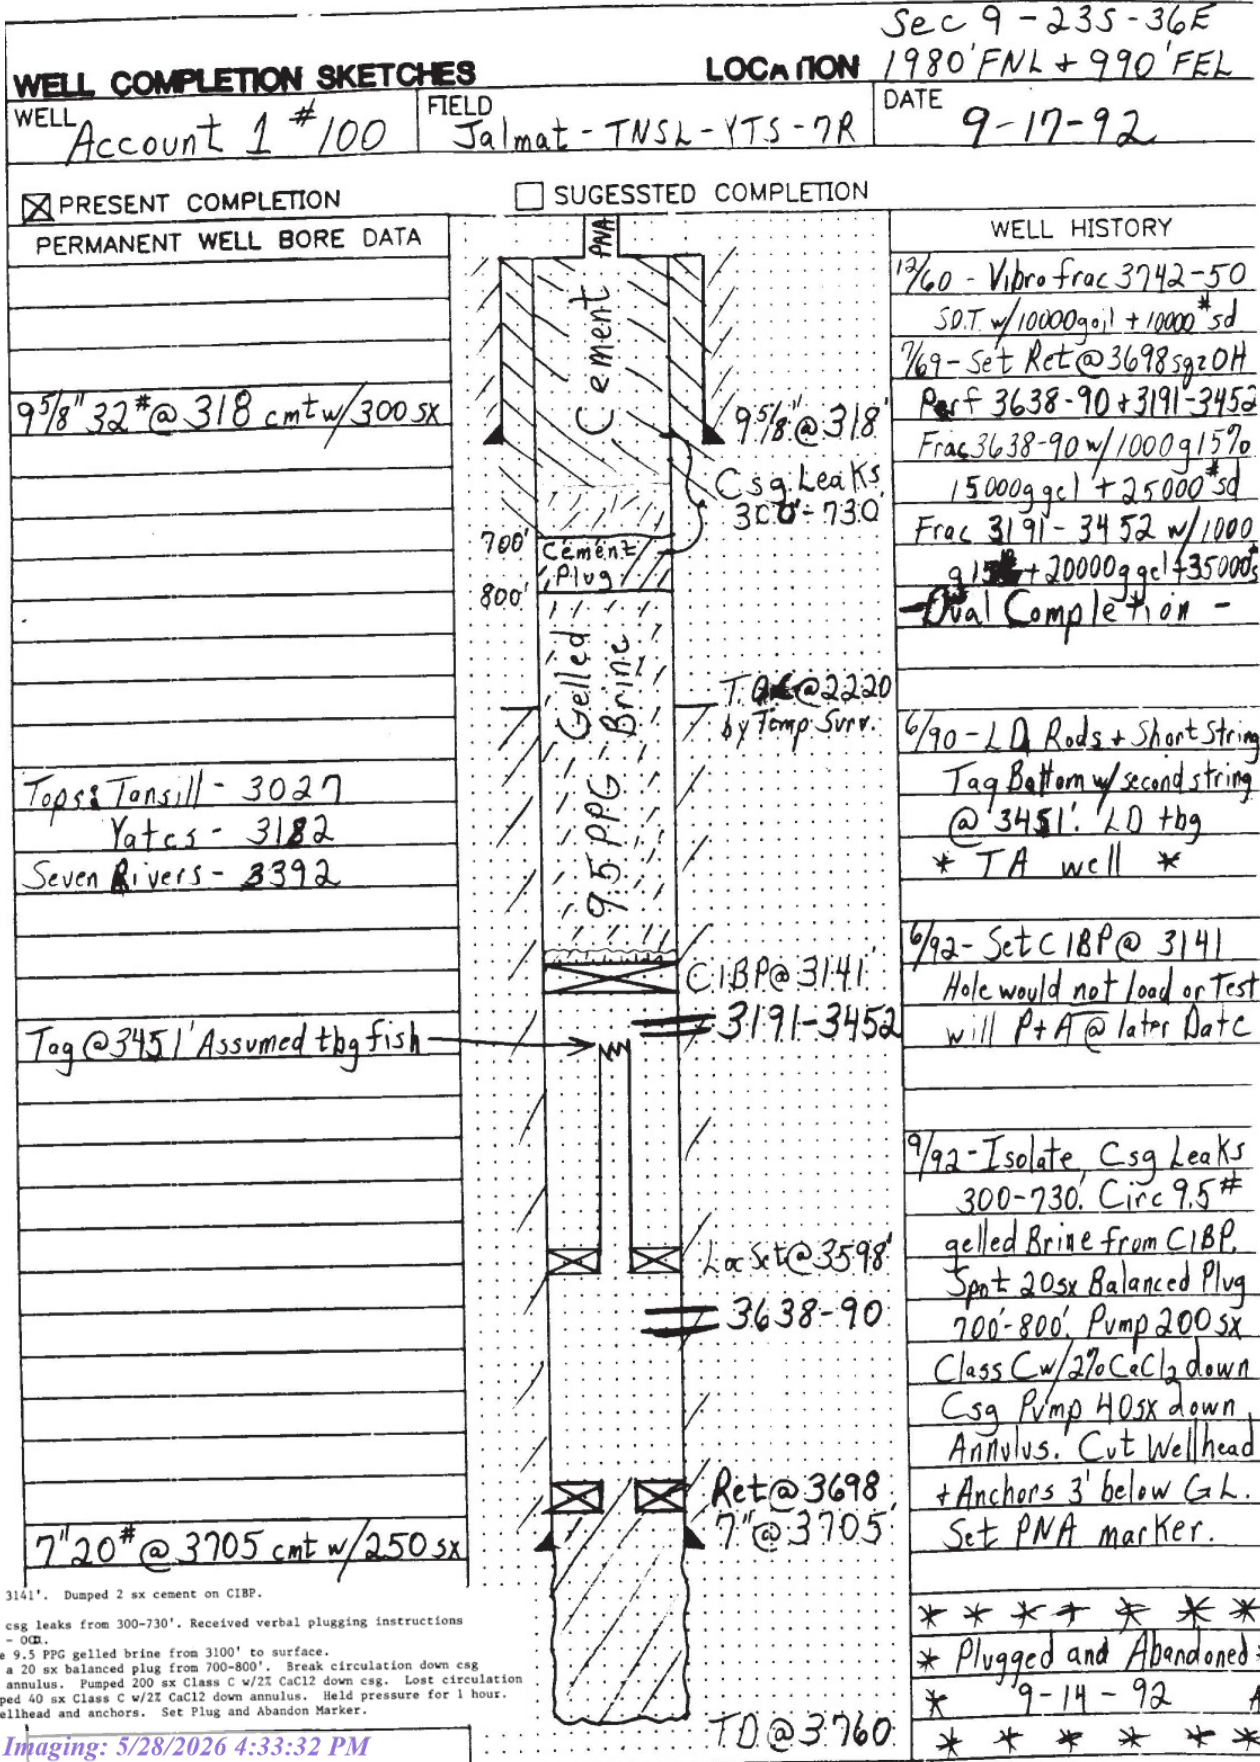 Sec 9-23S-36E
WELL COMPLETION SKETCHES LOCATION 1980'FNL + 990'FEL
WELL Account 1 #100
FIELD Jalmat-TNSL-YTS-7R
DATE 9-17-92
PRESENT COMPLETION
SUGESSTED COMPLETION
PERMANENT WELL BORE DATA
9 5/8" 32# @ 318 cmt w/300 sx
Tops: Tansill - 3027
Yates - 3182
Seven Rivers - 3392
Tag @ 3451' Assumed tbg fish
7" 20# @ 3705 cmt w/250 sx
PNA
Cement
9 5/8" @ 318'
Csg. Leaks
300'-730'
700'
Cement
Plug
800'
Gelled
Brine
9.5 PPG
@2220
by Temp Surv.
CIBP @ 3141'
3191-3452
Loc Set @ 3598'
3638-90
Ret @ 3698
7" @ 3705
TD @ 3760
WELL HISTORY
12/60 - Vibrofrac 3742-50
S.D.T. w/10000 goil + 10000# sd
7/69 - Set Ret @ 3698 sqz OH
Perf 3638-90 + 3191-3452
Frac 3638-90 w/1000 g 15%
15000 g gel + 25000# sd
Frac 3191-3452 w/1000
+ 20000 g gel + 35000#s
- Dual Completion -
6/90 - LD Rods + Short String
Tag Bottom w/ second string
@ 3451'. LD tbg
* TA well *
6/92 - Set CIBP @ 3141
Hole would not load or Test
will P+A @ later Date
9/92 - Isolate Csg Leaks
300-730'. Circ 9.5#
gelled Brine from CIBP.
Spot 20sx Balanced Plug
700'-800'. Pump 200 sx
Class C w/2% CaCl2 down
Csg Pump 40sx down
Annulus. Cut Wellhead
+ Anchors 3' below GL.
Set PNA marker.
* * * * * * *
* Plugged and Abandoned *
* 9-14-92
* * * * * *
3141'. Dumped 2 sx cement on CIBP.
csg leaks from 300-730'. Received verbal plugging instructions
- OCD.
e 9.5 PPG gelled brine from 3100' to surface.
a 20 sx balanced plug from 700-800'. Break circulation down csg
annulus. Pumped 200 sx Class C w/2% CaCl2 down csg. Lost circulation
ped 40 sx Class C w/2% CaCl2 down annulus. Held pressure for 1 hour.
ellhead and anchors. Set Plug and Abandon Marker.
Imaging: 5/28/2026 4:33:32 PM